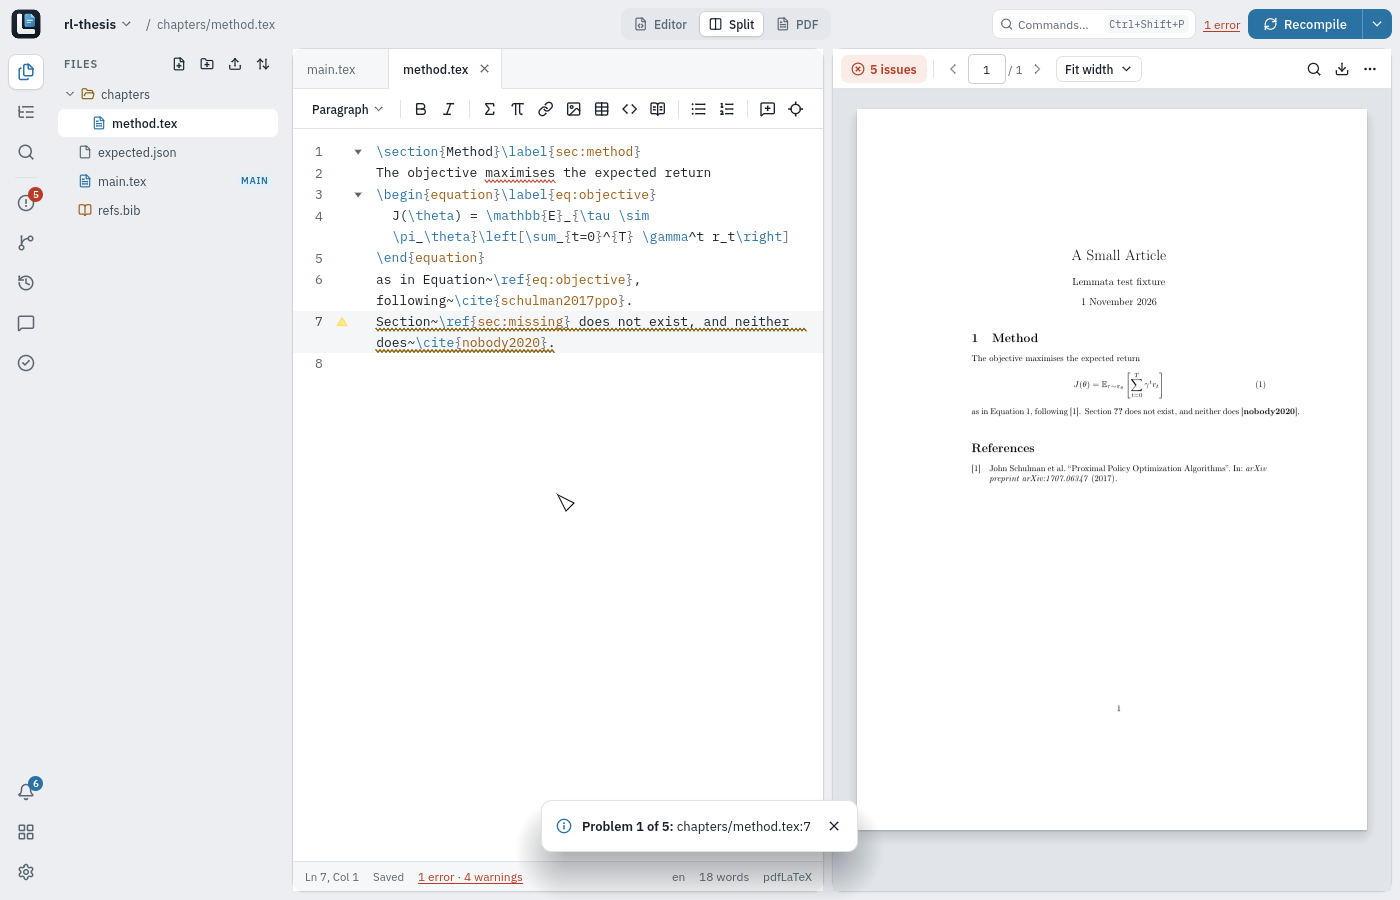 rl-thesis / chapters/method.tex
Editor Split PDF
Commands... Ctrl+Shift+P
1 error
Recompile
FILES
chapters
method.tex
expected.json
main.tex MAIN
refs.bib
5
6
main.tex method.tex
Paragraph
1 \section{Method}\label{sec:method}
2 The objective maximises the expected return
3 \begin{equation}\label{eq:objective}
4 J(\theta) = \mathbb{E}_{\tau \sim
\pi_\theta}\left[\sum_{t=0}^{T} \gamma^t r_t\right]
5 \end{equation}
6 as in Equation~\ref{eq:objective},
following~\cite{schulman2017ppo}.
7 Section~\ref{sec:missing} does not exist, and neither
does~\cite{nobody2020}.
8
Ln 7, Col 1 Saved 1 error · 4 warnings en 18 words pdfLaTeX
Problem 1 of 5: chapters/method.tex:7
5 issues 1 / 1 Fit width
A Small Article
Lemmata test fixture
1 November 2026
1 Method
The objective maximises the expected return
J(θ) = 𝔼τ∼πθ [∑t=0T γt rt] (1)
as in Equation 1, following [1]. Section ?? does not exist, and neither does [nobody2020].
References
[1] John Schulman et al. “Proximal Policy Optimization Algorithms”. In: arXiv
preprint arXiv:1707.06347 (2017).
1